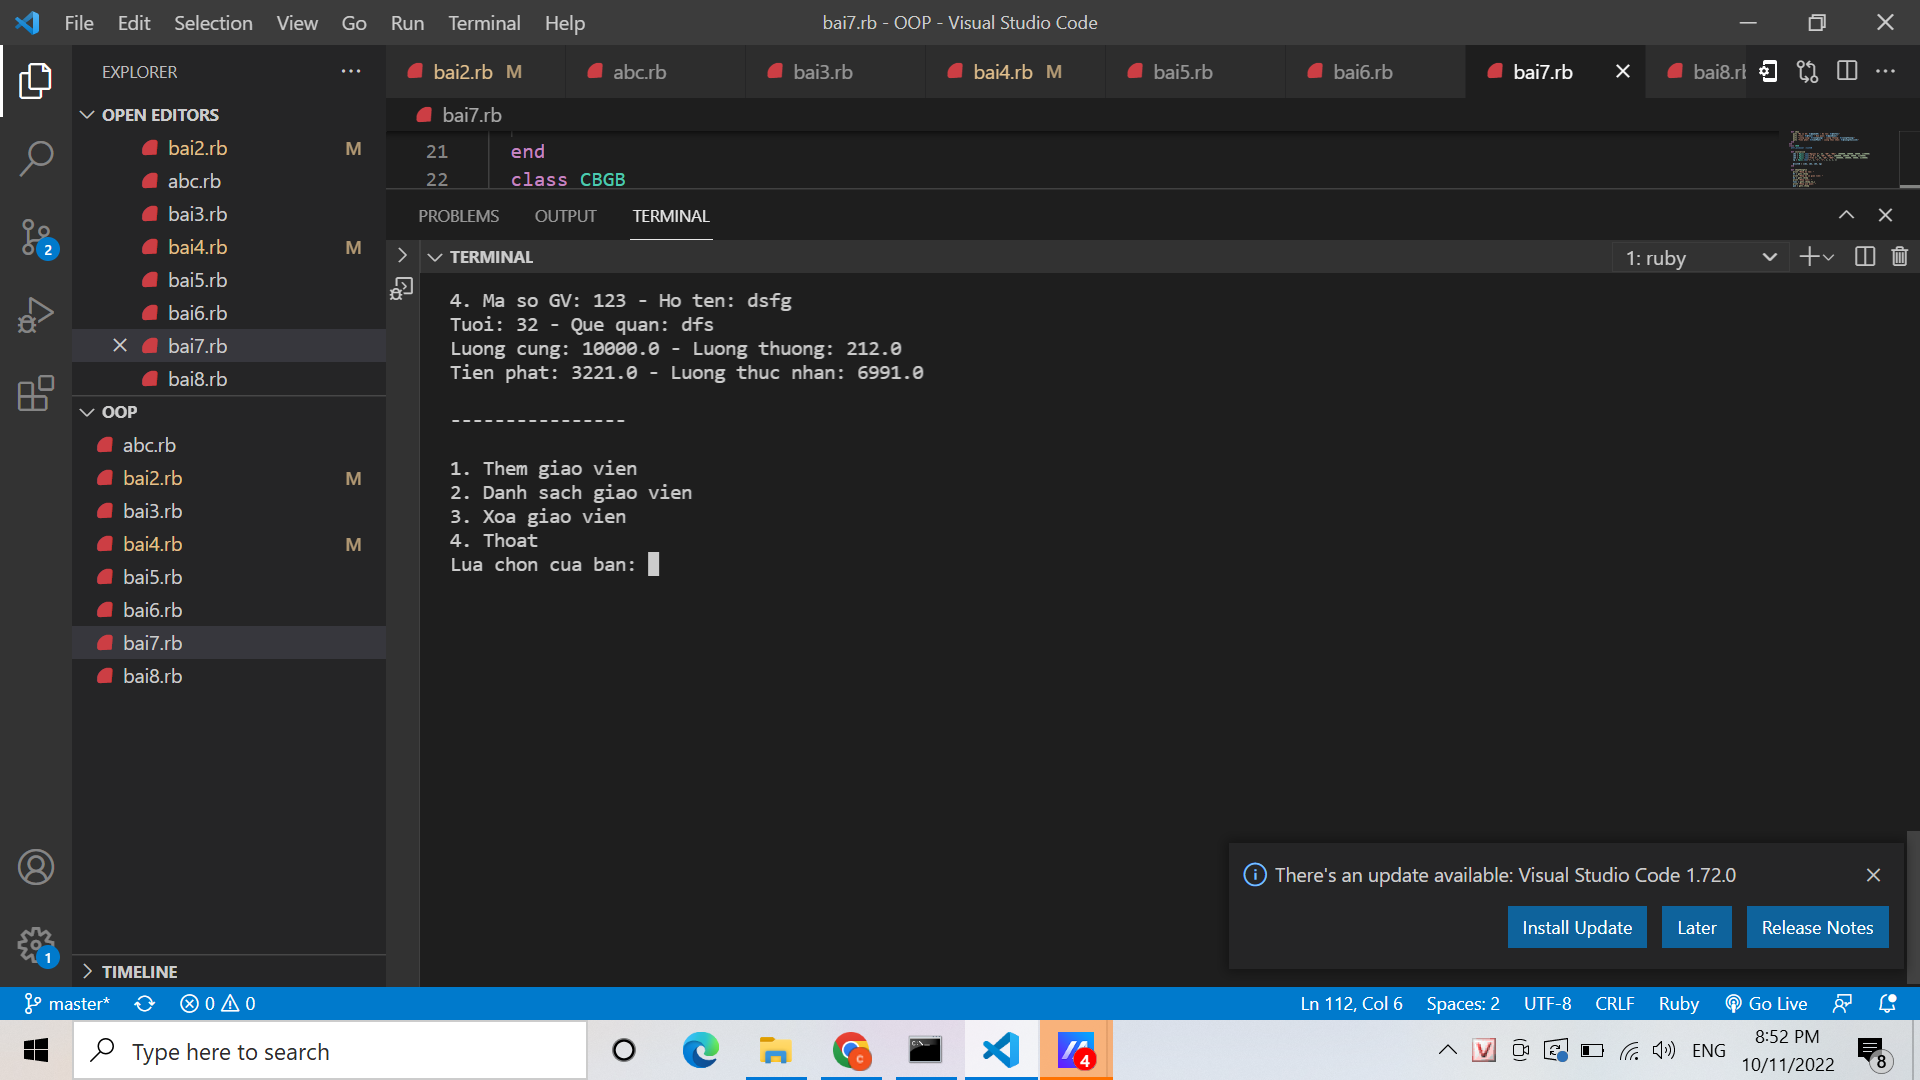 File Edit Selection View Go Run Terminal Help
bai7.rb - OOP - Visual Studio Code
EXPLORER
OPEN EDITORS
bai2.rb M
abc.rb
bai3.rb
bai4.rb M
bai5.rb
bai6.rb
bai7.rb
bai8.rb
OOP
abc.rb
bai2.rb M
bai3.rb
bai4.rb M
bai5.rb
bai6.rb
bai7.rb
bai8.rb
TIMELINE
2
1
bai2.rb M abc.rb bai3.rb bai4.rb M bai5.rb bai6.rb bai7.rb bai8.rb
bai7.rb
21 end
22 class CBGB
PROBLEMS OUTPUT TERMINAL
TERMINAL
1: ruby
4. Ma so GV: 123 - Ho ten: dsfg
Tuoi: 32 - Que quan: dfs
Luong cung: 10000.0 - Luong thuong: 212.0
Tien phat: 3221.0 - Luong thuc nhan: 6991.0
----------------
1. Them giao vien
2. Danh sach giao vien
3. Xoa giao vien
4. Thoat
Lua chon cua ban:
There's an update available: Visual Studio Code 1.72.0
Install Update Later Release Notes
master* 0 0
Ln 112, Col 6 Spaces: 2 UTF-8 CRLF Ruby Go Live
Type here to search
C
4
V
ENG
8:52 PM
10/11/2022
8